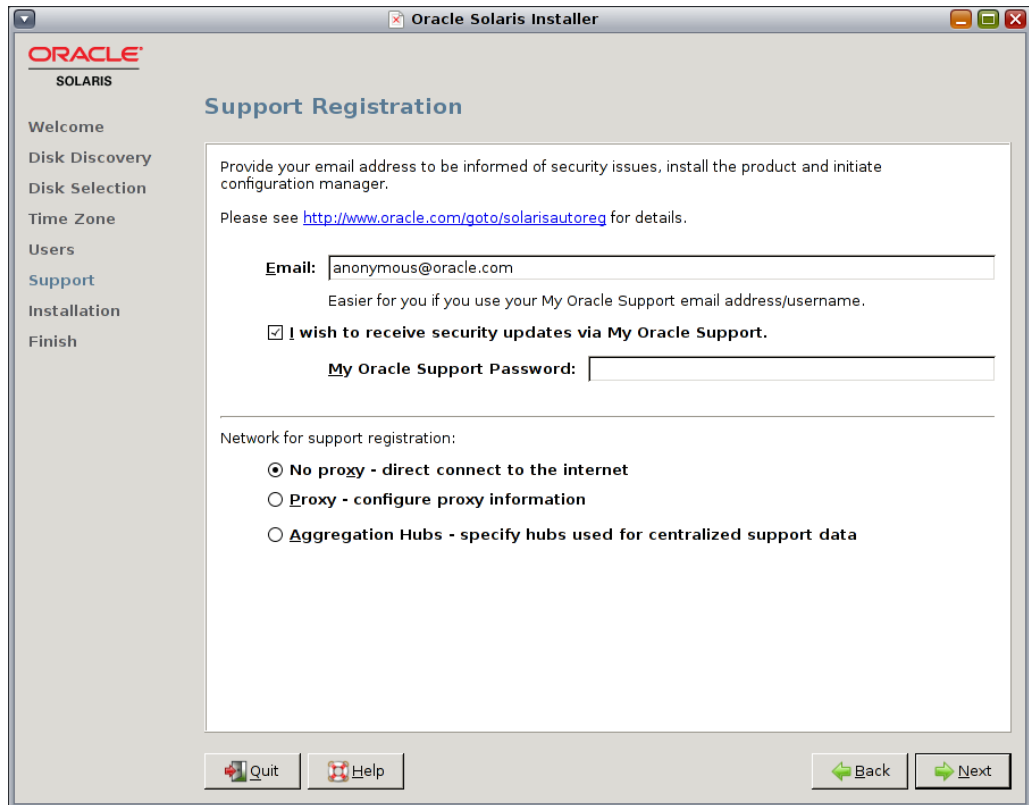 Oracle Solaris Installer
ORACLE
SOLARIS
Welcome
Disk Discovery
Disk Selection
Time Zone
Users
Support
Installation
Finish
Support Registration
Provide your email address to be informed of security issues, install the product and initiate
configuration manager.
Please see http://www.oracle.com/goto/solarisautoreg for details.
Email: anonymous@oracle.com
Easier for you if you use your My Oracle Support email address/username.
I wish to receive security updates via My Oracle Support.
My Oracle Support Password:
Network for support registration:
No proxy - direct connect to the internet
Proxy - configure proxy information
Aggregation Hubs - specify hubs used for centralized support data
Quit Help Back Next